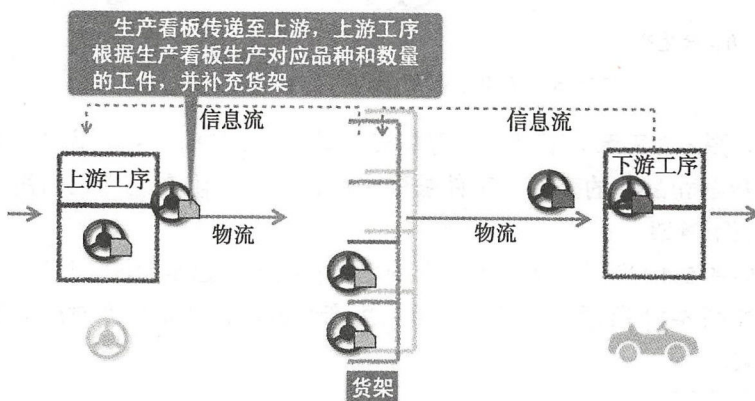 生产看板传递至上游，上游工序
根据生产看板生产对应品种和数量
的工件，并补充货架
信息流
信息流
上游工序
下游工序
物流
物流
货架